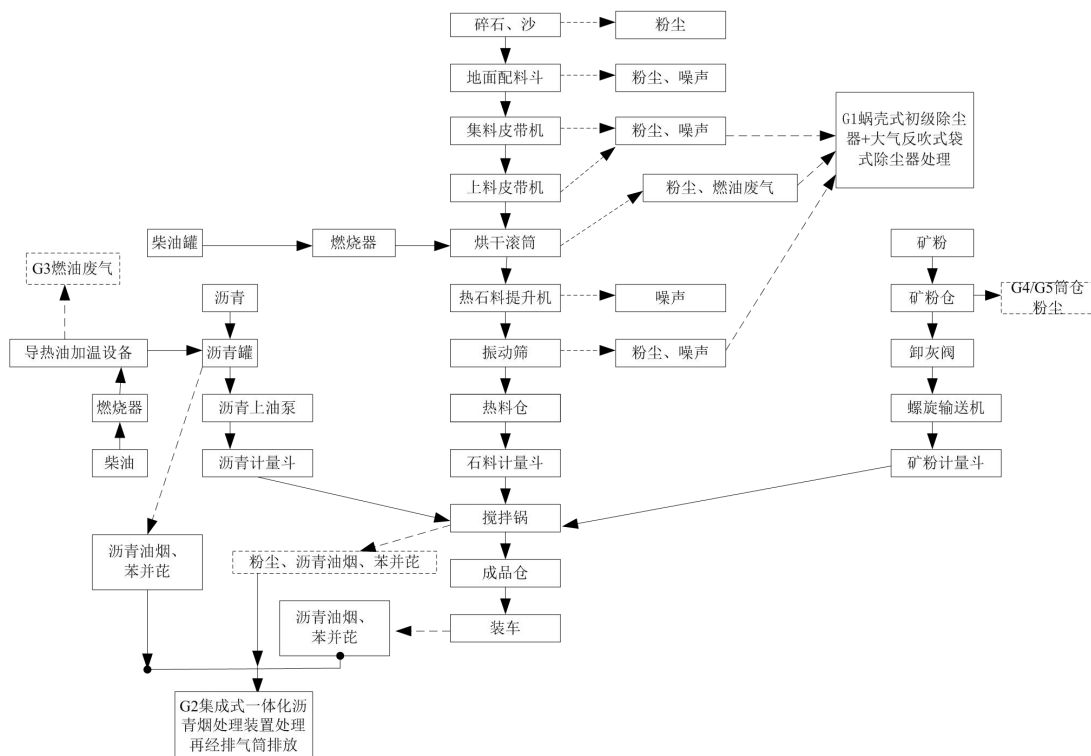 碎石、沙
粉尘
地面配料斗
粉尘、噪声
G1蜗壳式初级除尘
器+大气反吹式袋
式除尘器处理
集料皮带机
粉尘、噪声
上料皮带机
粉尘、燃油废气
柴油罐
燃烧器
烘干滚筒
矿粉
G3燃油废气
沥青
热石料提升机
噪声
矿粉仓
G4/G5筒仓
粉尘
导热油加温设备
沥青罐
振动筛
粉尘、噪声
卸灰阀
燃烧器
沥青上油泵
热料仓
螺旋输送机
柴油
沥青计量斗
石料计量斗
矿粉计量斗
搅拌锅
沥青油烟、
苯并芘
粉尘、沥青油烟、苯并芘
成品仓
沥青油烟、
苯并芘
装车
G2集成式一体化沥
青烟处理装置处理
再经排气筒排放